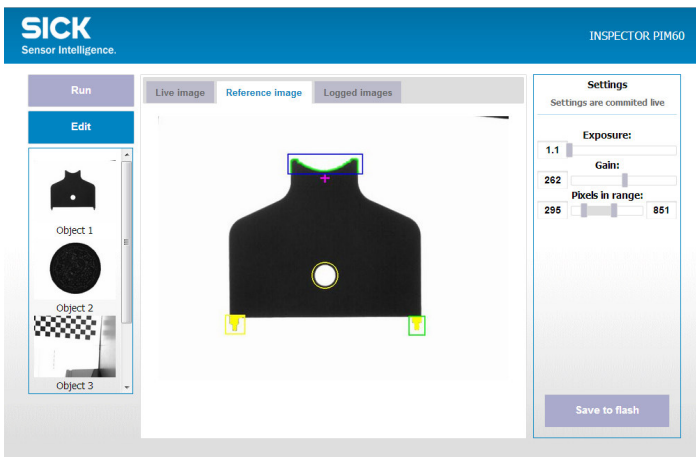 SICK
Sensor Intelligence.
INSPECTOR PIM60
Run
Edit
Object 1
Object 2
Object 3
Live image
Reference image
Logged images
Settings
Settings are commited live
Exposure:
1.1
Gain:
262
Pixels in range:
295 851
Save to flash